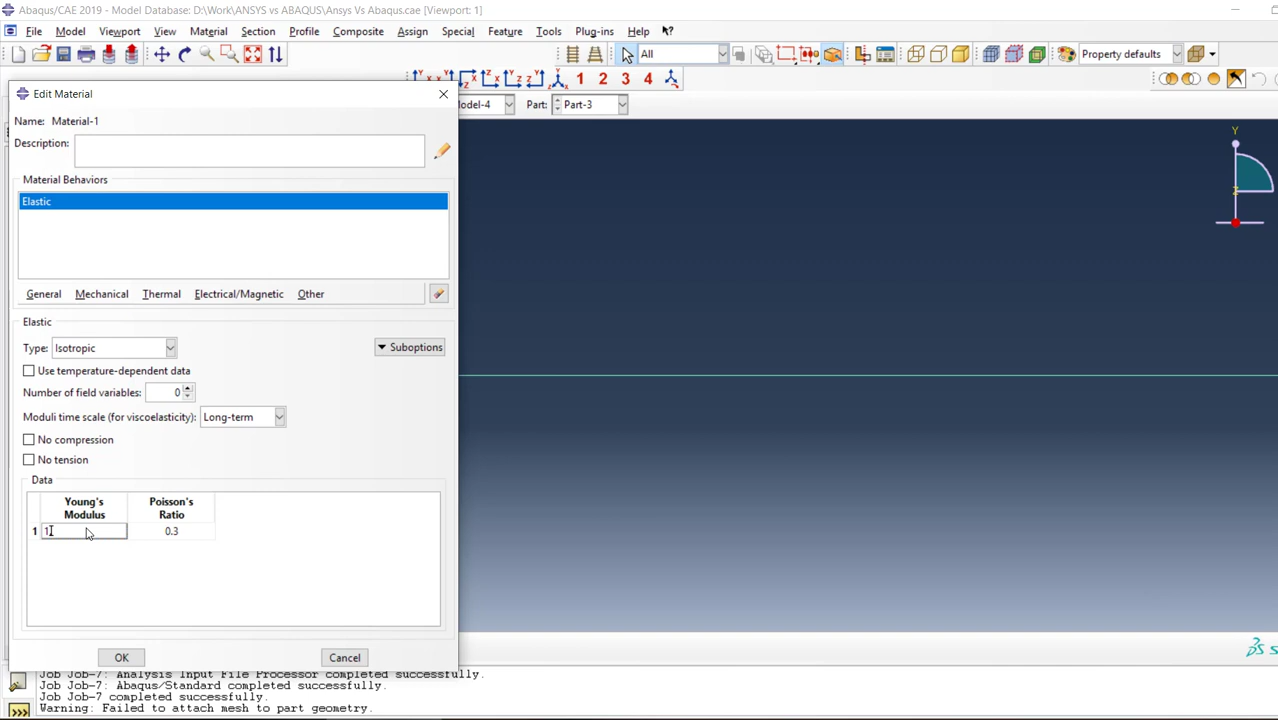 Abaqus/CAE 2019 - Model Database: D:\Work\ANSYS vs ABAQUS\Ansys Vs Abaqus.cae [Viewport: 1]
File Model Viewport View Material Section Profile Composite Assign Special Feature Tools Plug-ins Help
All
Property defaults
1 2 3 4
odel-4 Part: Part-3
Edit Material
Name: Material-1
Description:
Material Behaviors
Elastic
General Mechanical Thermal Electrical/Magnetic Other
Elastic
Type: Isotropic
Suboptions
Use temperature-dependent data
Number of field variables: 0
Moduli time scale (for viscoelasticity): Long-term
No compression
No tension
Data
Young's Modulus
Poisson's Ratio
1 1 0.3
OK Cancel
Y
Z
Job Job-7: Analysis Input File Processor completed successfully.
Job Job-7: Abaqus/Standard completed successfully.
Job Job-7 completed successfully.
Warning: Failed to attach mesh to part geometry.
>>>